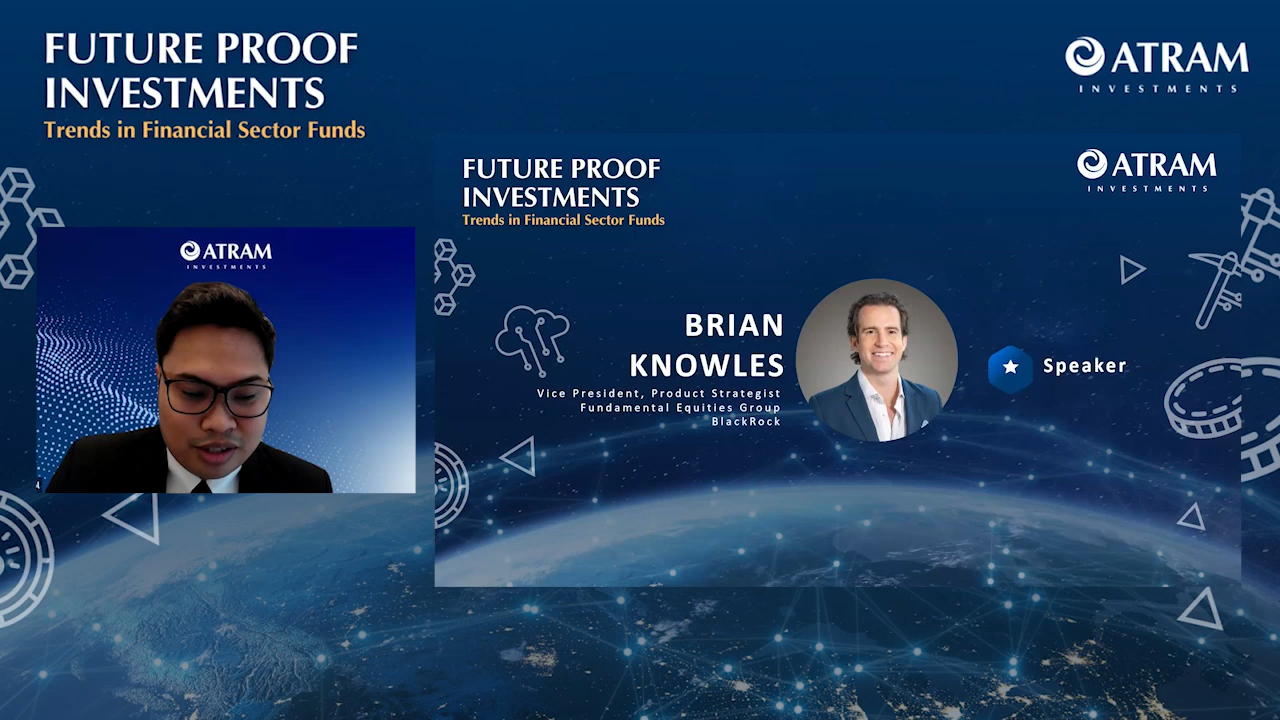 FUTURE PROOF
INVESTMENTS
Trends in Financial Sector Funds
ATRAM
INVESTMENTS
ATRAM
INVESTMENTS
FUTURE PROOF
INVESTMENTS
Trends in Financial Sector Funds
ATRAM
INVESTMENTS
BRIAN
KNOWLES
Vice President, Product Strategist
Fundamental Equities Group
BlackRock
Speaker